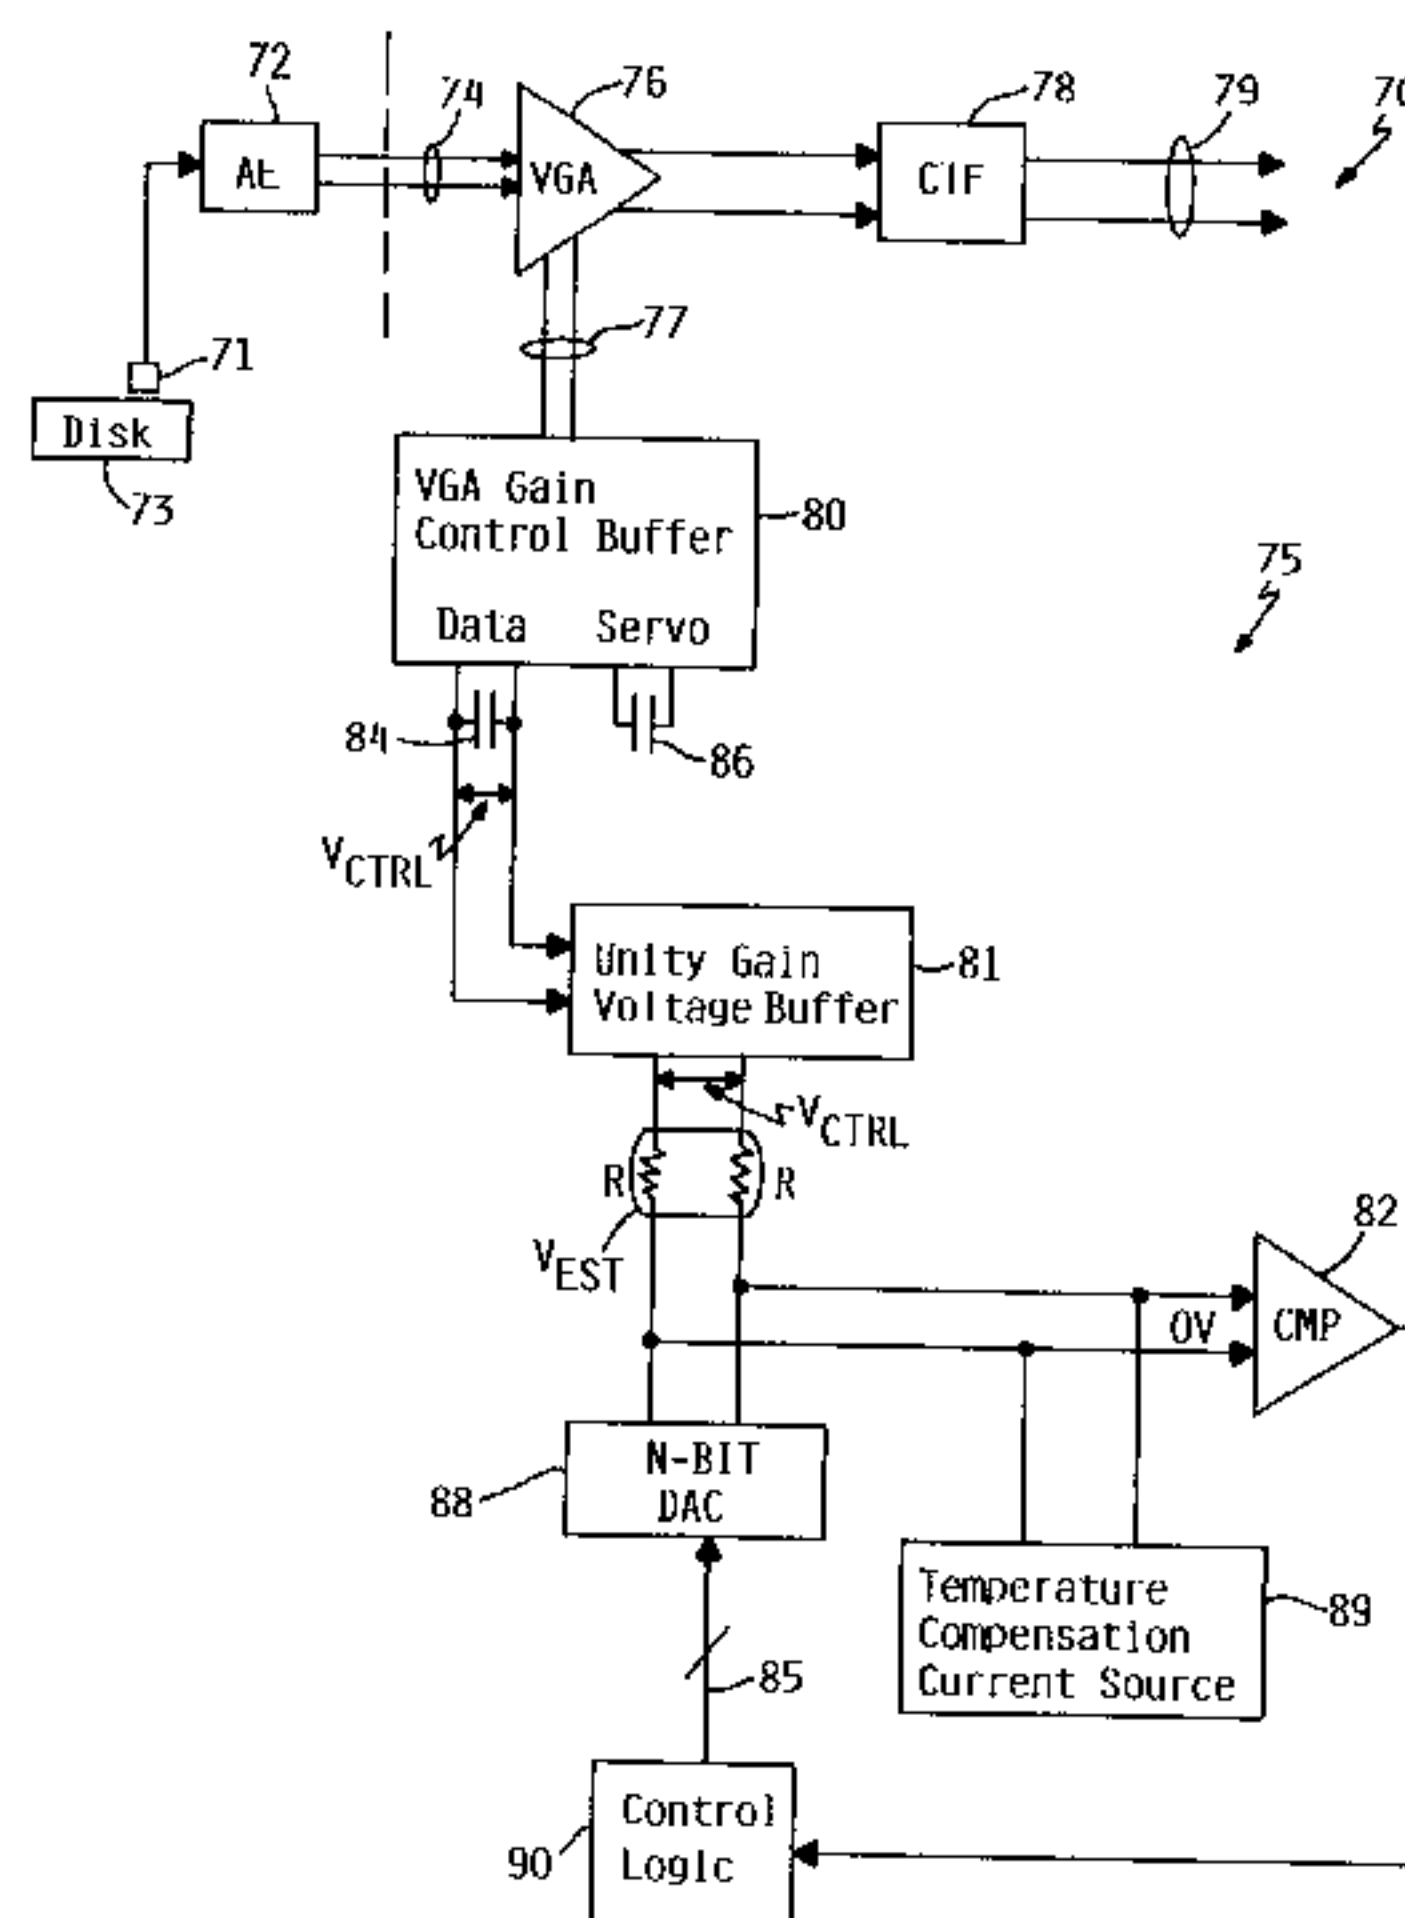 72
74
76
78
79
70
AE
VGA
CTF
77
71
Disk
73
VGA Gain
Control Buffer
80
75
Data Servo
84
86
VCTRL
Unity Gain
Voltage Buffer
81
VCTRL
R R
VEST
82
0V
CMP
N-BIT
DAC
88
Temperature
Compensation
Current Source
89
85
Control
Logic
90